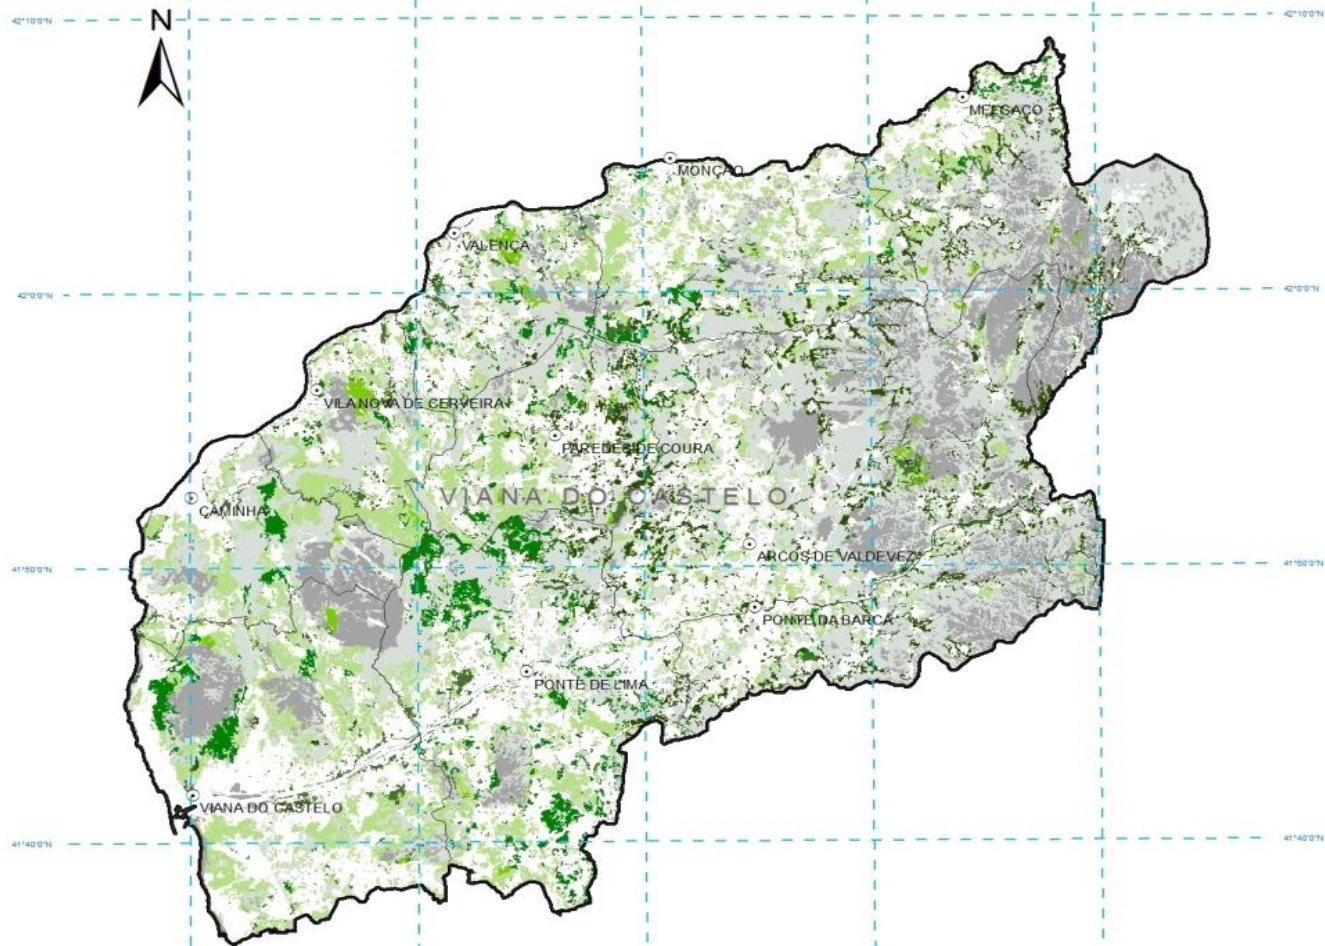 N
42°10'0"N
42°10'0"N
MELGAÇO
MONÇÃO
VALENÇA
42°0'0"N
42°0'0"N
VILA NOVA DE CERVEIRA
PAREDES DE COURA
VIANA DO CASTELO
CAMINHA
ARCOS DE VALDEVEZ
41°50'0"N
41°50'0"N
PONTE DA BARCA
PONTE DE LIMA
VIANA DO CASTELO
41°40'0"N
41°40'0"N